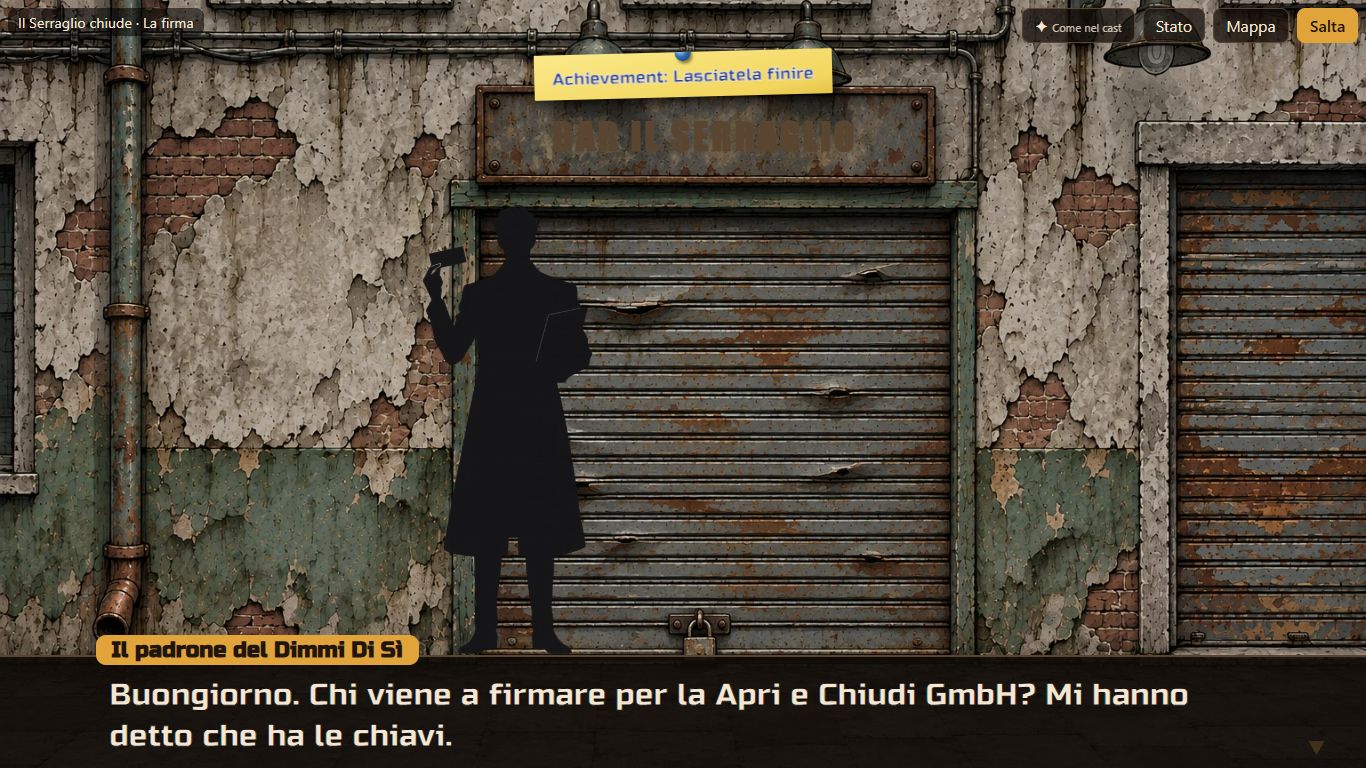 Il Serraglio chiude · La firma
✦ Come nel cast
Stato
Mappa
Salta
Achievement: Lasciatela finire
BAR IL SERRAGLIO
Il padrone del Dimmi Di Sì
Buongiorno. Chi viene a firmare per la Apri e Chiudi GmbH? Mi hanno
detto che ha le chiavi.